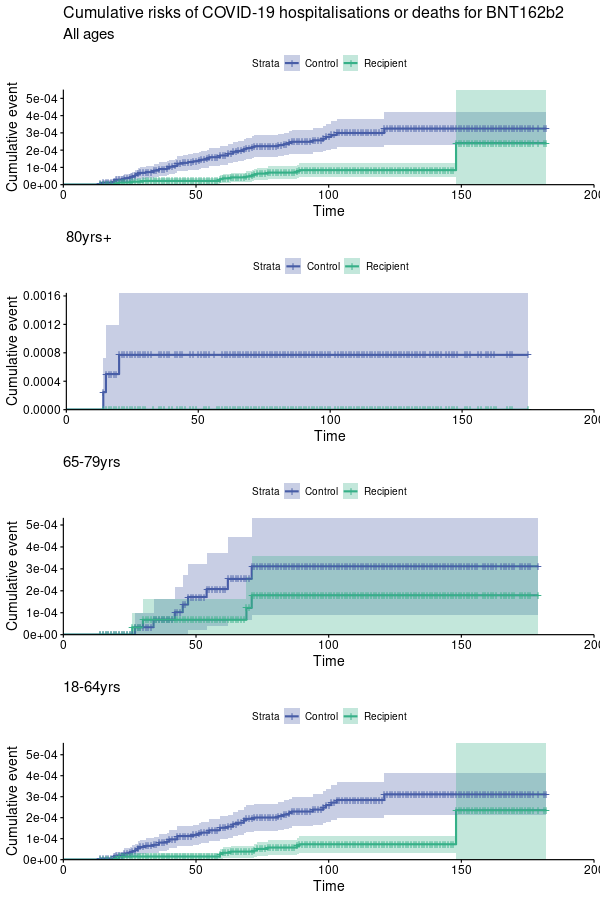 Cumulative risks of COVID-19 hospitalisations or deaths for BNT162b2
All ages
Strata Control Recipient
Cumulative event
5e-04
4e-04
3e-04
2e-04
1e-04
0e+00
0 50 100 150 200
Time
80yrs+
Strata Control Recipient
Cumulative event
0.0016
0.0012
0.0008
0.0004
0.0000
0 50 100 150 200
Time
65-79yrs
Strata Control Recipient
Cumulative event
5e-04
4e-04
3e-04
2e-04
1e-04
0e+00
0 50 100 150 200
Time
18-64yrs
Strata Control Recipient
Cumulative event
5e-04
4e-04
3e-04
2e-04
1e-04
0e+00
0 50 100 150 200
Time